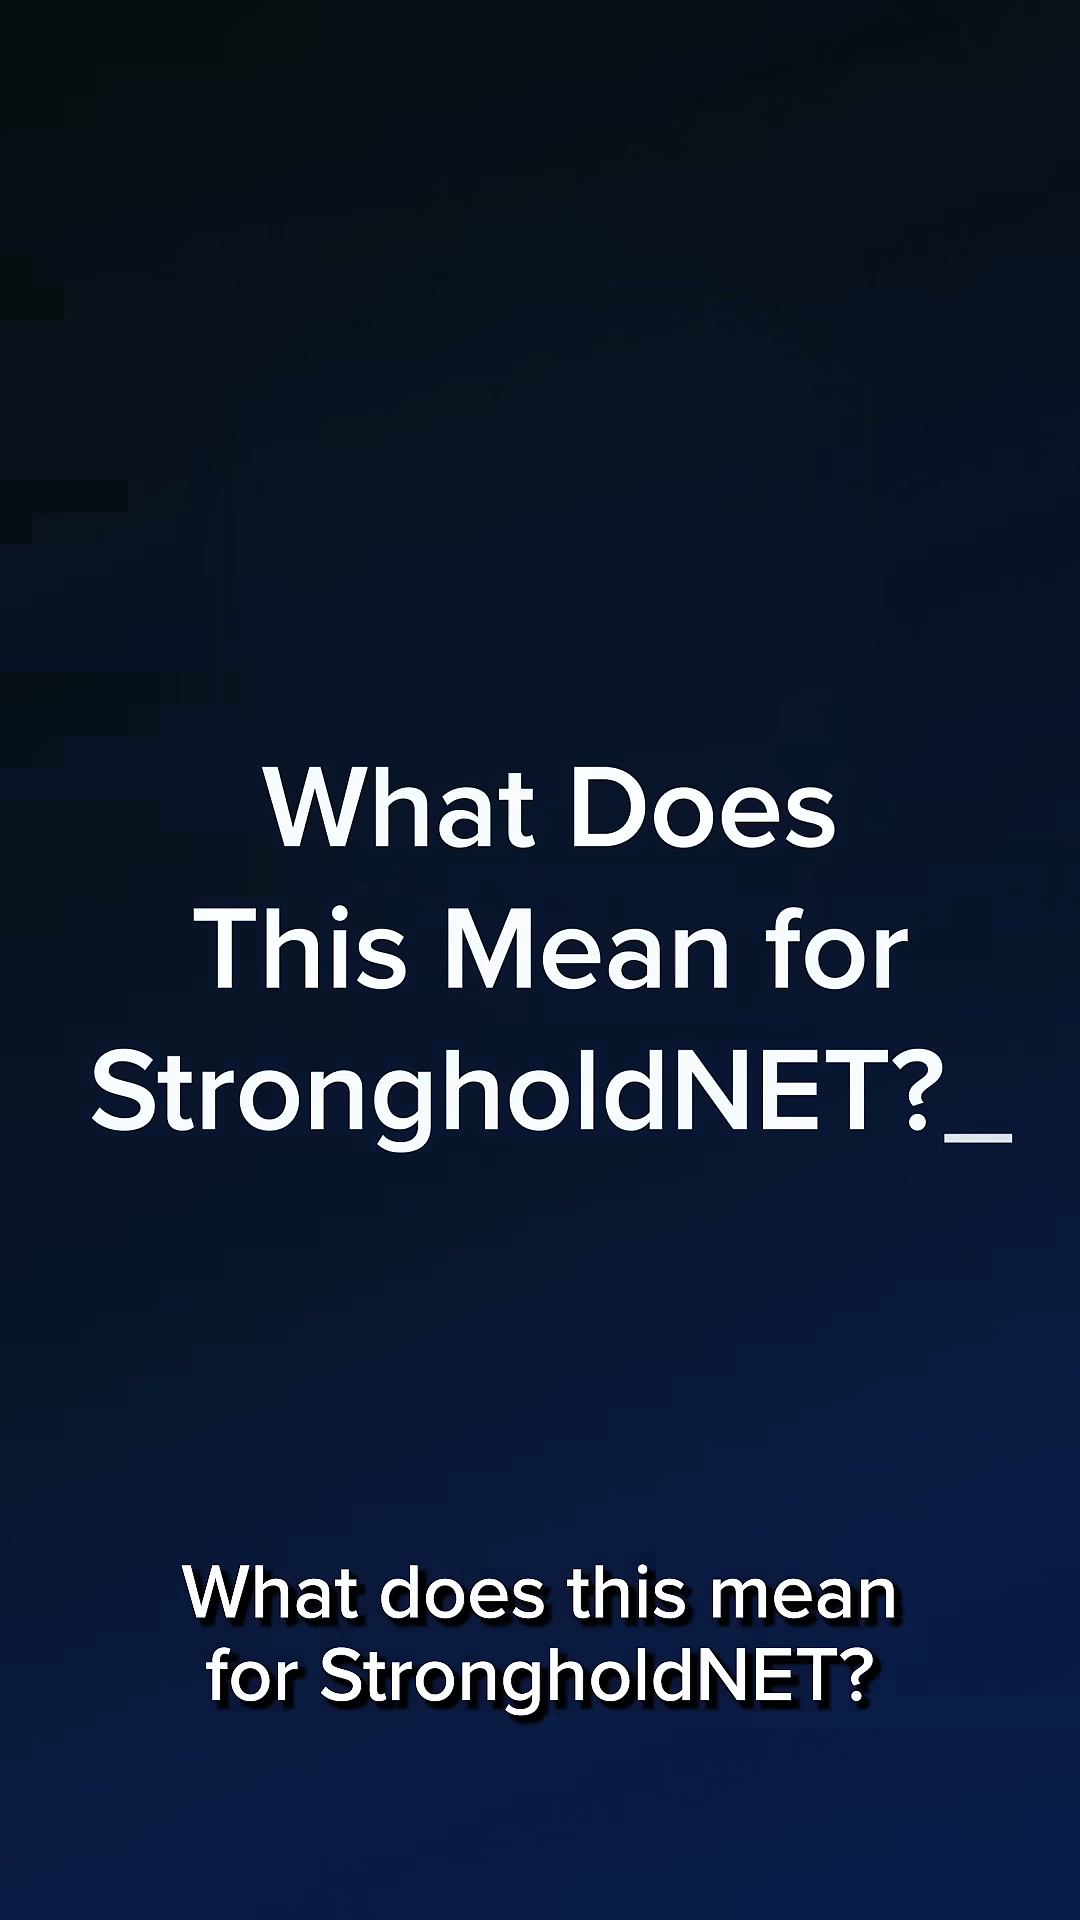 What Does
This Mean for
StrongholdNET?_
What does this mean
for StrongholdNET?